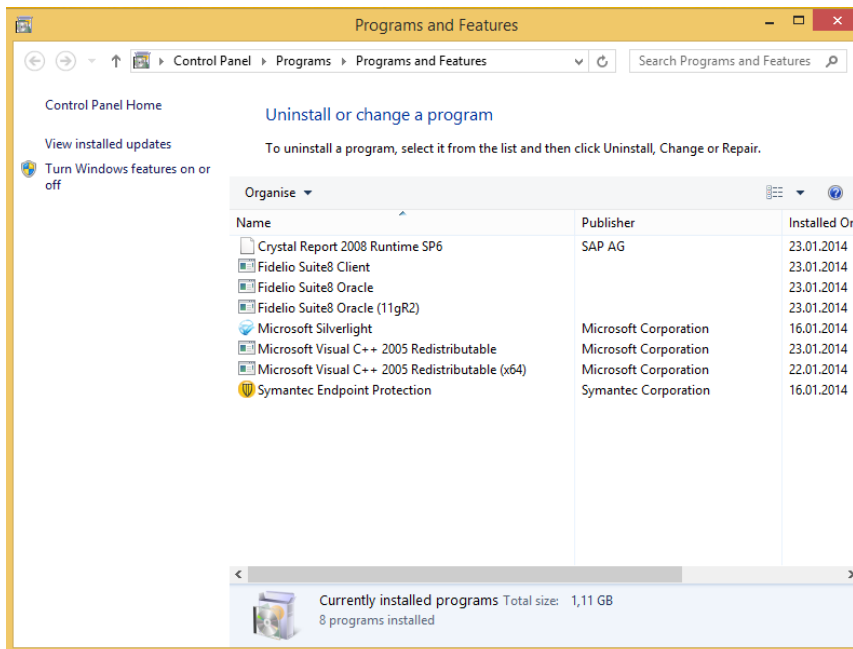 Programs and Features
Control Panel Programs Programs and Features Search Programs and Features
Control Panel Home
View installed updates
Turn Windows features on or
off
Uninstall or change a program
To uninstall a program, select it from the list and then click Uninstall, Change or Repair.
Organise
Name Publisher Installed Or
Crystal Report 2008 Runtime SP6 SAP AG 23.01.2014
Fidelio Suite8 Client 23.01.2014
Fidelio Suite8 Oracle 23.01.2014
Fidelio Suite8 Oracle (11gR2) 23.01.2014
Microsoft Silverlight Microsoft Corporation 16.01.2014
Microsoft Visual C++ 2005 Redistributable Microsoft Corporation 23.01.2014
Microsoft Visual C++ 2005 Redistributable (x64) Microsoft Corporation 22.01.2014
Symantec Endpoint Protection Symantec Corporation 16.01.2014
Currently installed programs Total size: 1,11 GB
8 programs installed